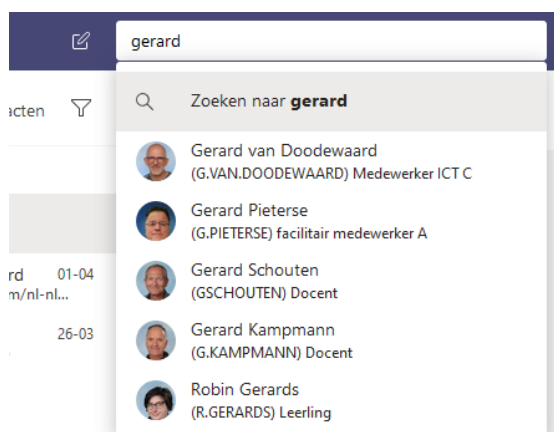 gerard
acten
Zoeken naar gerard
Gerard van Doodewaard
(G.VAN.DOODEWAARD) Medewerker ICT C
Gerard Pieterse
(G.PIETERSE) facilitair medewerker A
rd 01-04
m/nl-nl...
Gerard Schouten
(GSCHOUTEN) Docent
26-03
Gerard Kampmann
(G.KAMPMANN) Docent
Robin Gerards
(R.GERARDS) Leerling